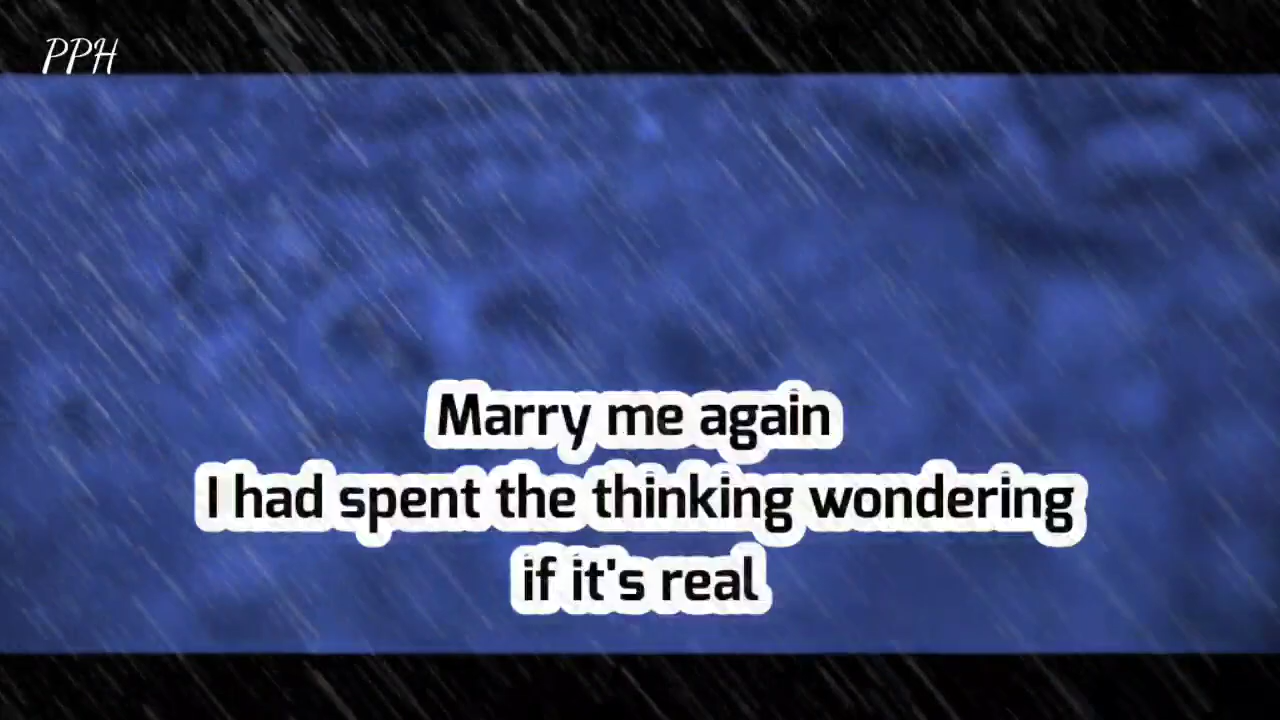 PPH
Marry me again
I had spent the thinking wondering
if it's real